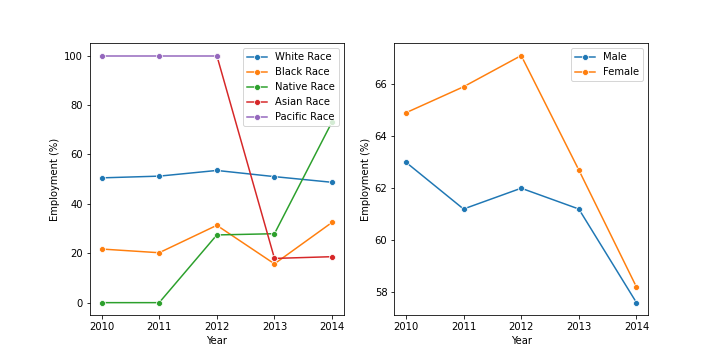 100
80
60
40
20
0
Employment (%)
2010 2011 2012 2013 2014
Year
White Race
Black Race
Native Race
Asian Race
Pacific Race
66
64
62
60
58
Employment (%)
2010 2011 2012 2013 2014
Year
Male
Female